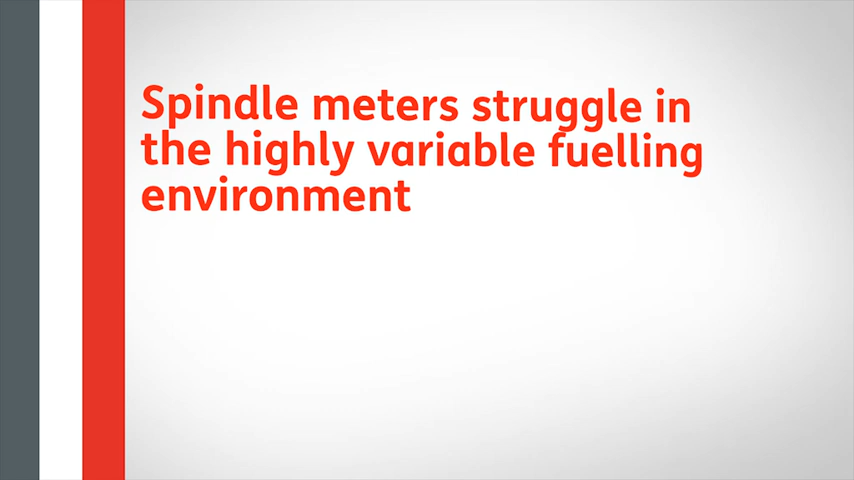 Spindle meters struggle in
the highly variable fuelling
environment